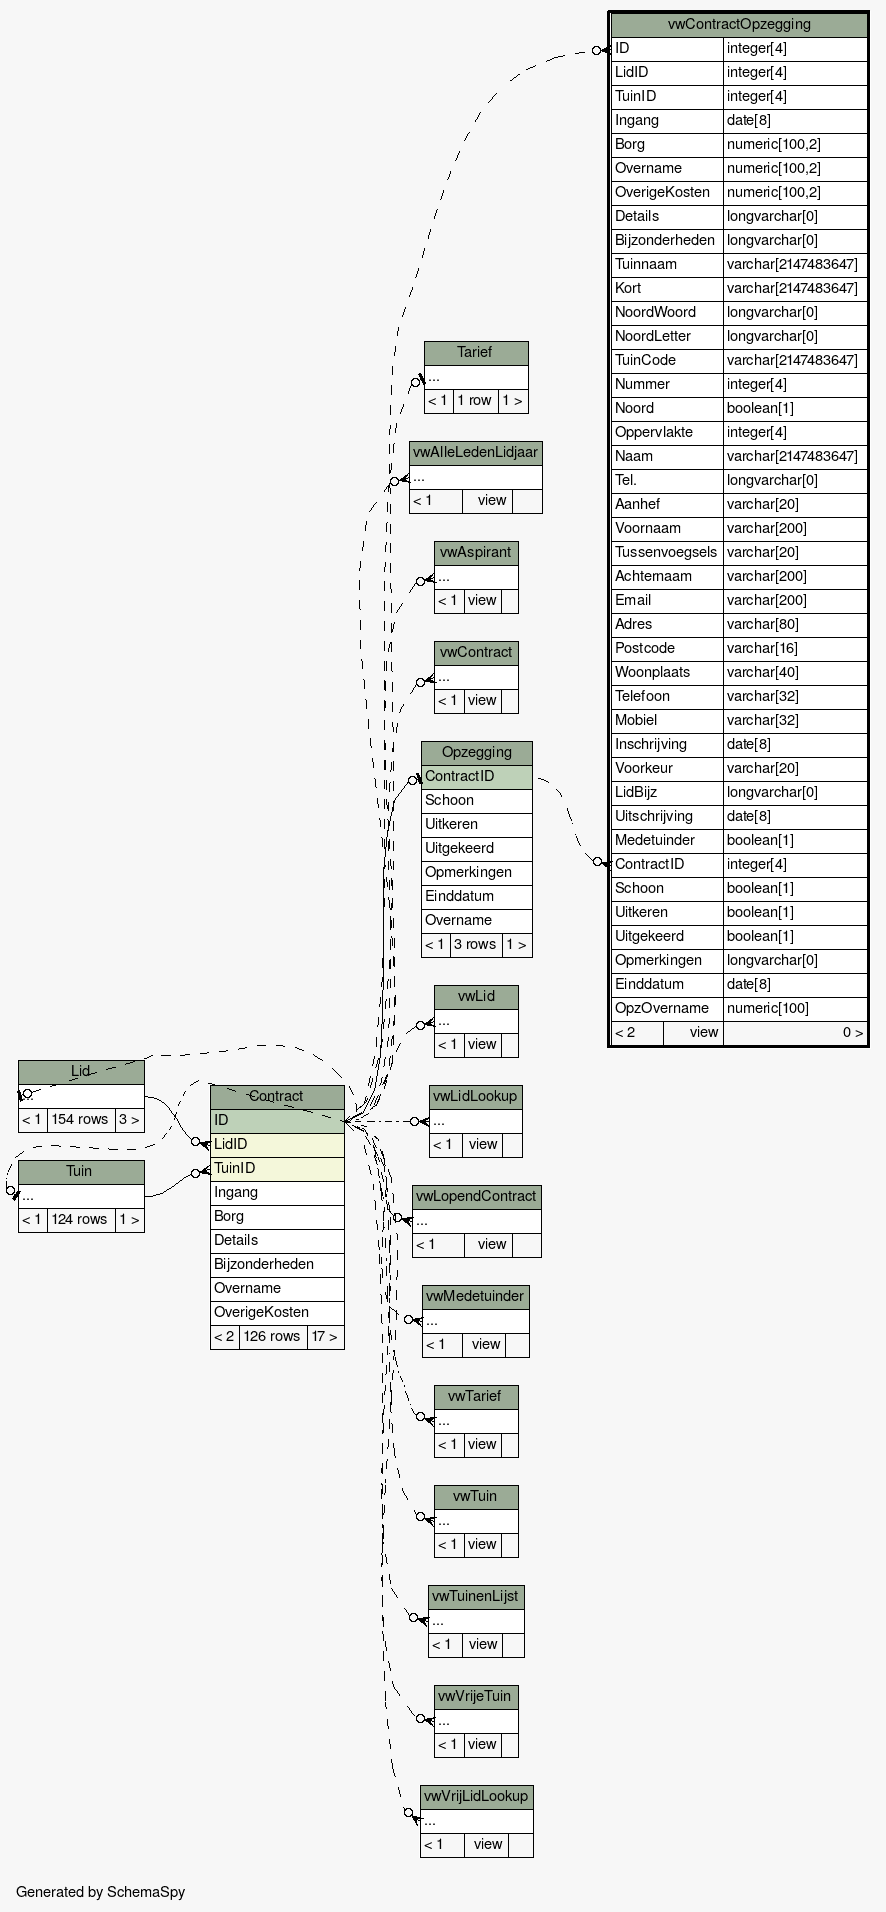 vwContractOpzegging
ID integer[4]
LidID integer[4]
TuinID integer[4]
Ingang date[8]
Borg numeric[100,2]
Overname numeric[100,2]
OverigeKosten numeric[100,2]
Details longvarchar[0]
Bijzonderheden longvarchar[0]
Tuinnaam varchar[2147483647]
Kort varchar[2147483647]
NoordWoord longvarchar[0]
NoordLetter longvarchar[0]
TuinCode varchar[2147483647]
Nummer integer[4]
Noord boolean[1]
Oppervlakte integer[4]
Naam varchar[2147483647]
Tel. longvarchar[0]
Aanhef varchar[20]
Voornaam varchar[200]
Tussenvoegsels varchar[20]
Achternaam varchar[200]
Email varchar[200]
Adres varchar[80]
Postcode varchar[16]
Woonplaats varchar[40]
Telefoon varchar[32]
Mobiel varchar[32]
Inschrijving date[8]
Voorkeur varchar[20]
LidBijz longvarchar[0]
Uitschrijving date[8]
Medetuinder boolean[1]
ContractID integer[4]
Schoon boolean[1]
Uitkeren boolean[1]
Uitgekeerd boolean[1]
Opmerkingen longvarchar[0]
Einddatum date[8]
OpzOvername numeric[100]
< 2 view 0 >
Tarief
...
< 1 1 row 1 >
vwAlleLedenLidjaar
...
< 1 view
vwAspirant
...
< 1 view
vwContract
...
< 1 view
Opzegging
ContractID
Schoon
Uitkeren
Uitgekeerd
Opmerkingen
Einddatum
Overname
< 1 3 rows 1 >
vwLid
...
< 1 view
Lid
...
< 1 154 rows 3 >
Tuin
...
< 1 124 rows 1 >
Contract
ID
LidID
TuinID
Ingang
Borg
Details
Bijzonderheden
Overname
OverigeKosten
< 2 126 rows 17 >
vwLidLookup
...
< 1 view
vwLopendContract
...
< 1 view
vwMedetuinder
...
< 1 view
vwTarief
...
< 1 view
vwTuin
...
< 1 view
vwTuinenLijst
...
< 1 view
vwVrijeTuin
...
< 1 view
vwVrijLidLookup
...
< 1 view
Generated by SchemaSpy